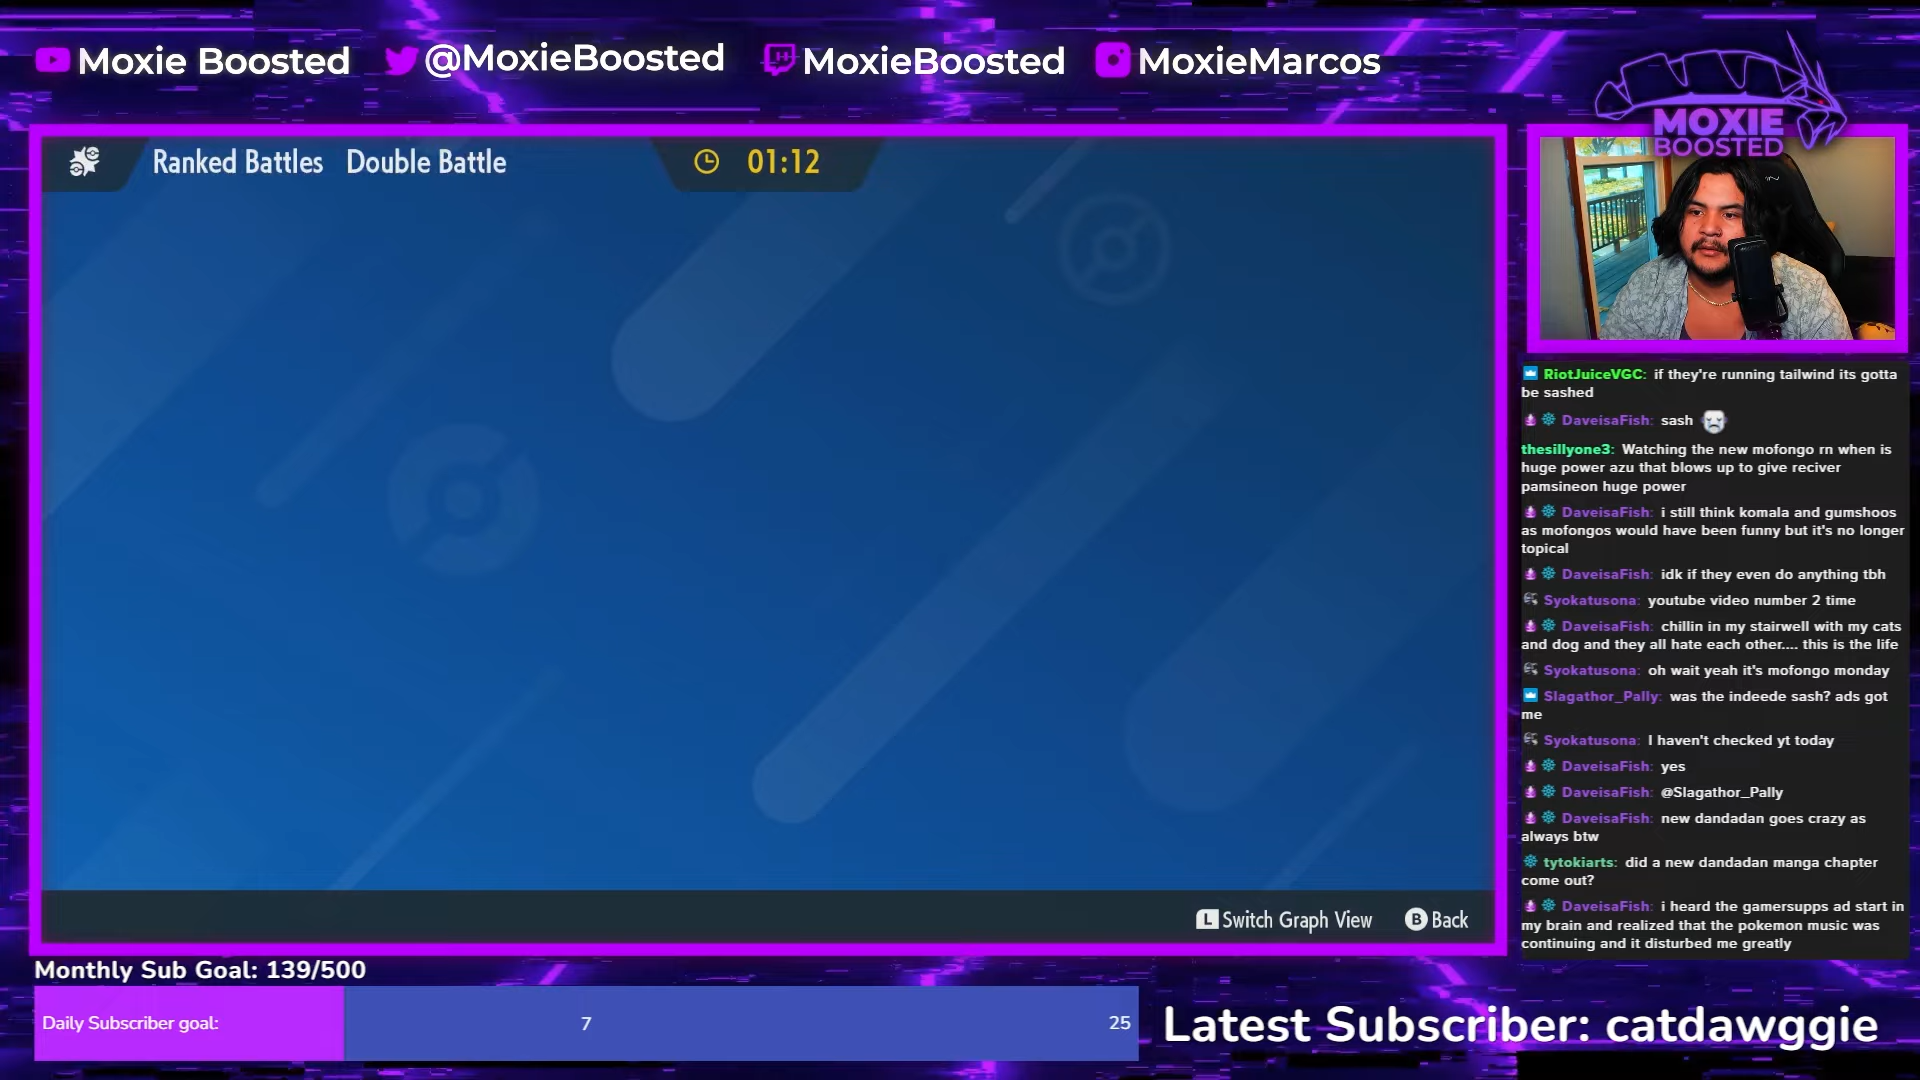 Moxie Boosted @MoxieBoosted MoxieBoosted MoxieMarcos
MOXIE
BOOSTED
Ranked Battles Double Battle 01:12
RiotJuiceVGC: if they're running tailwind its gotta
be sashed
DaveisaFish: sash
thesillyone3: Watching the new mofongo rn when is
huge power azu that blows up to give reciver
pamsineon huge power
DaveisaFish: i still think komala and gumshoos
as mofongos would have been funny but it's no longer
topical
DaveisaFish: idk if they even do anything tbh
Syokatusona: youtube video number 2 time
DaveisaFish: chillin in my stairwell with my cats
and dog and they all hate each other.... this is the life
Syokatusona: oh wait yeah it's mofongo monday
Slagathor_Pally: was the indeede sash? ads got
me
Syokatusona: I haven't checked yt today
DaveisaFish: yes
DaveisaFish: @Slagathor_Pally
DaveisaFish: new dandadan goes crazy as
always btw
tytokiarts: did a new dandadan manga chapter
come out?
DaveisaFish: i heard the gamersupps ad start in
my brain and realized that the pokemon music was
continuing and it disturbed me greatly
L Switch Graph View B Back
Monthly Sub Goal: 139/500
Daily Subscriber goal: 7 25
Latest Subscriber: catdawggie